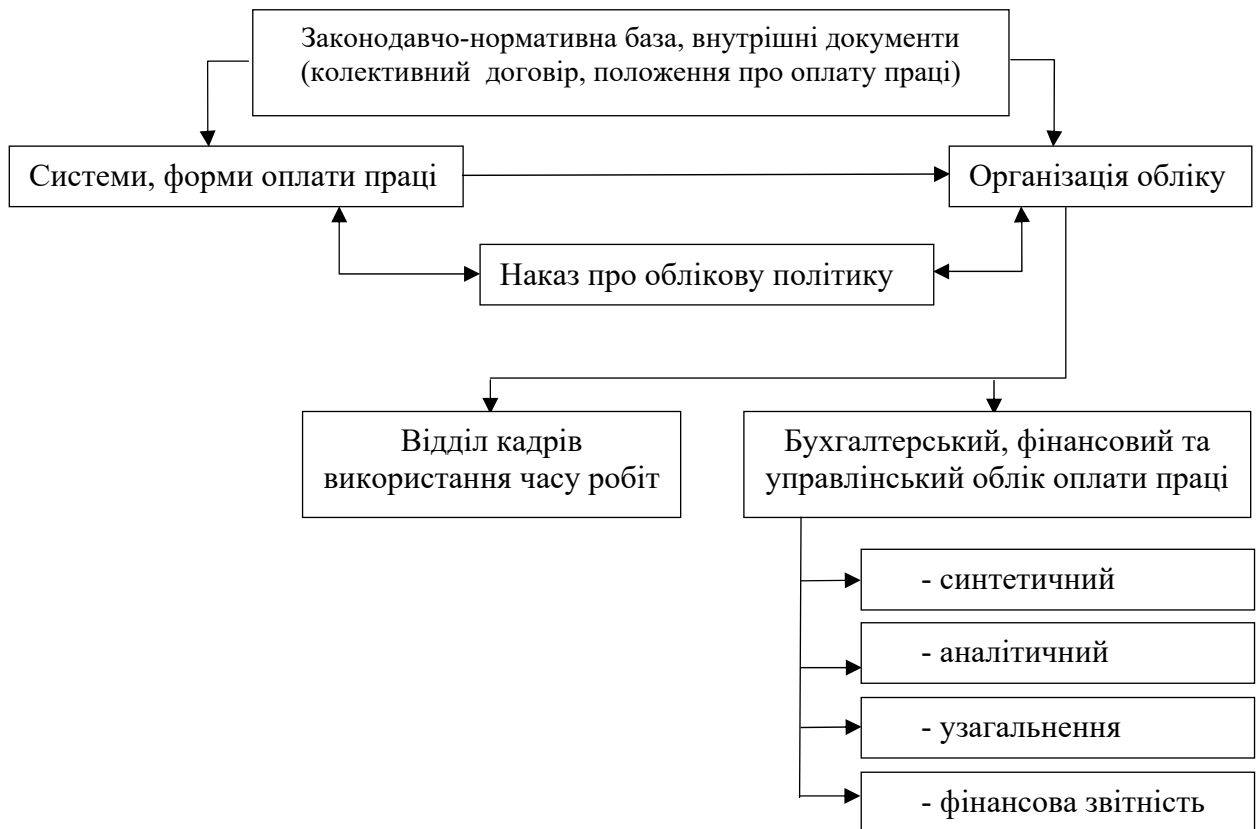 Законодавчо-нормативна база, внутрішні документи
(колективний договір, положення про оплату праці)
Системи, форми оплати праці
Організація обліку
Наказ про облікову політику
Відділ кадрів
використання часу робіт
Бухгалтерський, фінансовий та
управлінський облік оплати праці
- синтетичний
- аналітичний
- узагальнення
- фінансова звітність